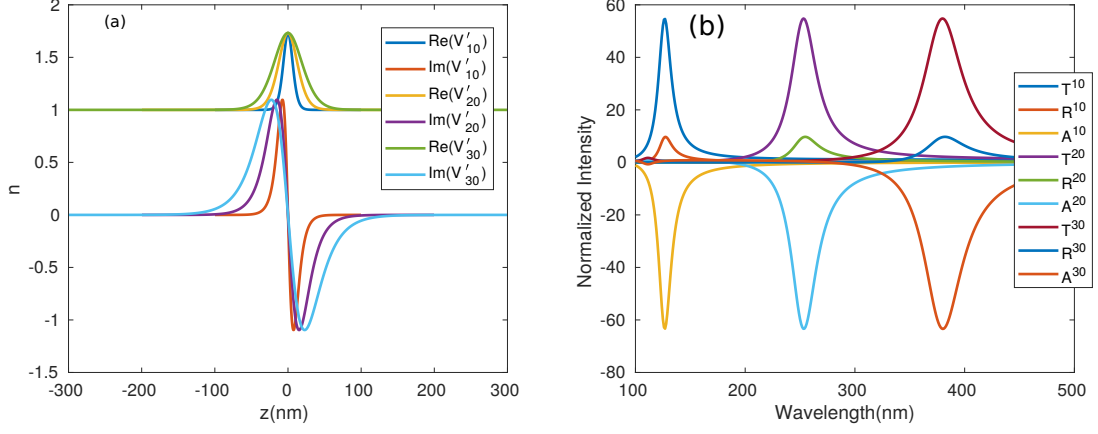 (a)
2
1.5
1
0.5
0
-0.5
-1
-1.5
n
-300 -200 -100 0 100 200 300
z(nm)
Re(V'10)
Im(V'10)
Re(V'20)
Im(V'20)
Re(V'30)
Im(V'30)
(b)
60
40
20
0
-20
-40
-60
-80
Normalized Intensity
100 200 300 400 500
Wavelength(nm)
T10
R10
A10
T20
R20
A20
T30
R30
A30